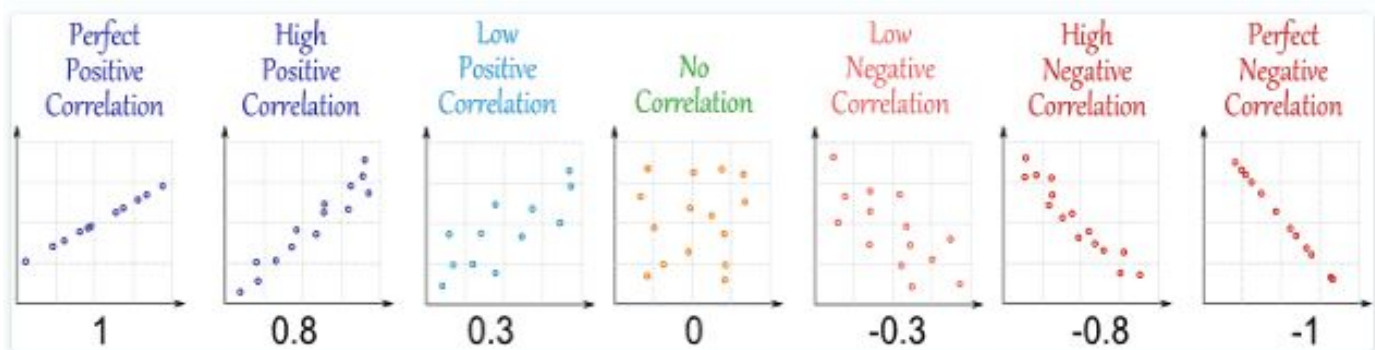 Perfect
Positive
Correlation
High
Positive
Correlation
Low
Positive
Correlation
No
Correlation
Low
Negative
Correlation
High
Negative
Correlation
Perfect
Negative
Correlation
1
0.8
0.3
0
-0.3
-0.8
-1